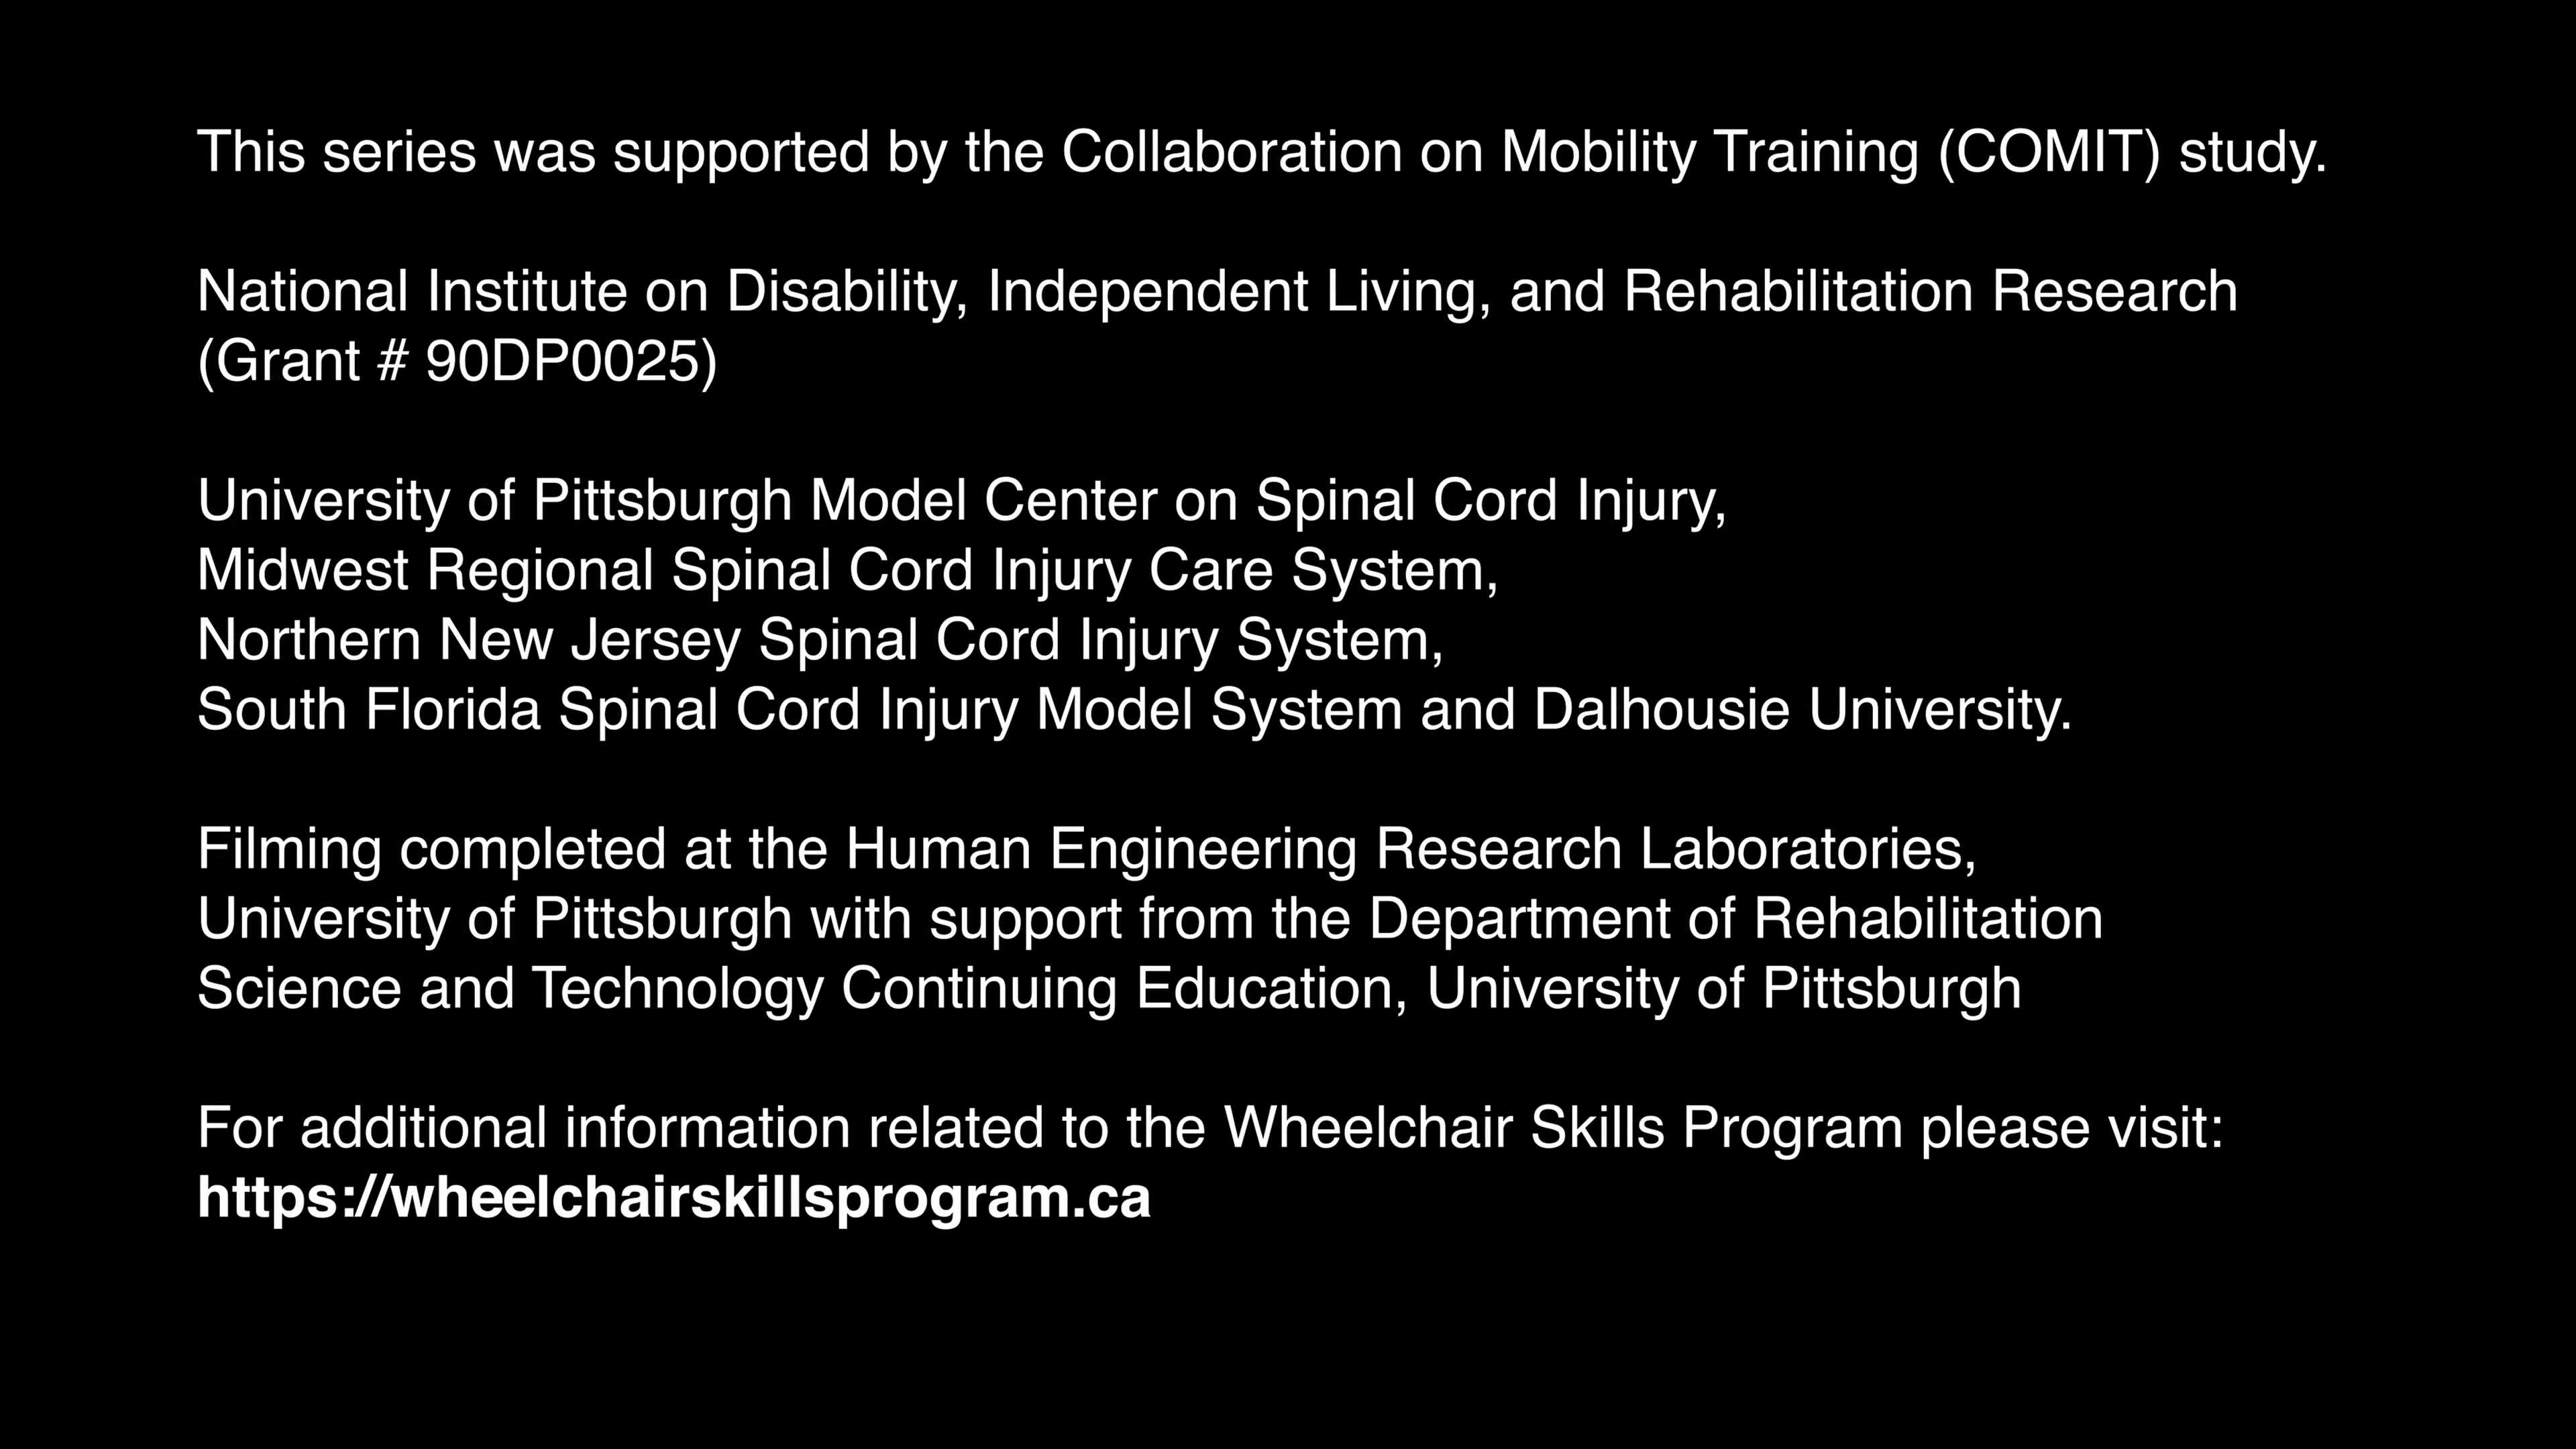 This series was supported by the Collaboration on Mobility Training (COMIT) study.
National Institute on Disability, Independent Living, and Rehabilitation Research
(Grant # 90DP0025)
University of Pittsburgh Model Center on Spinal Cord Injury,
Midwest Regional Spinal Cord Injury Care System,
Northern New Jersey Spinal Cord Injury System,
South Florida Spinal Cord Injury Model System and Dalhousie University.
Filming completed at the Human Engineering Research Laboratories,
University of Pittsburgh with support from the Department of Rehabilitation
Science and Technology Continuing Education, University of Pittsburgh
For additional information related to the Wheelchair Skills Program please visit:
https://wheelchairskillsprogram.ca